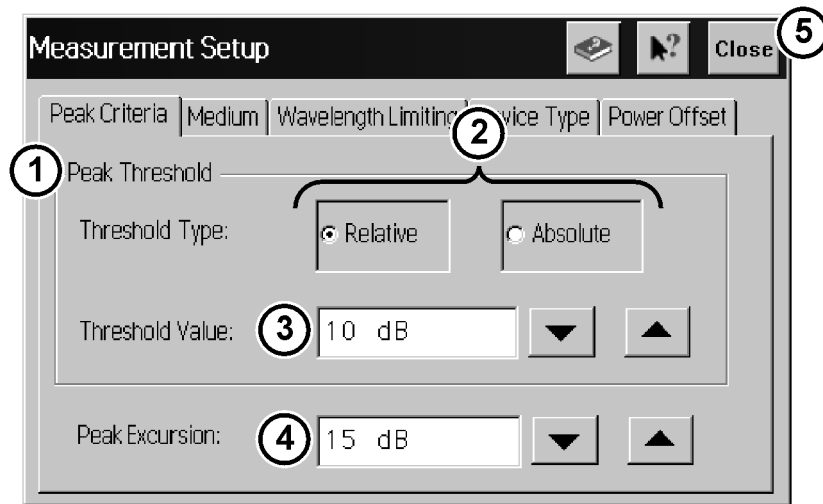 Measurement Setup ? ? Close 5
Peak Criteria Medium Wavelength Limiting vice Type Power Offset
2
1 Peak Threshold
Threshold Type: Relative Absolute
Threshold Value: 3 10 dB
Peak Excursion: 4 15 dB